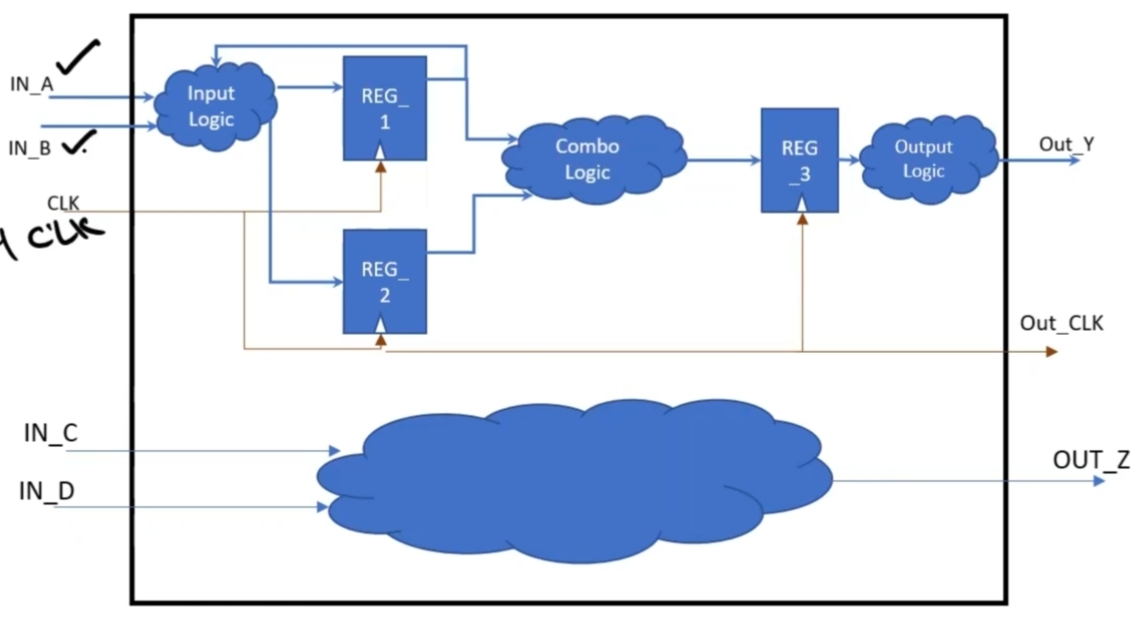 IN_A
IN_B
CLK
CLK
Input
Logic
REG_
1
REG_
2
Combo
Logic
REG
_3
Output
Logic
Out_Y
Out_CLK
IN_C
IN_D
OUT_Z